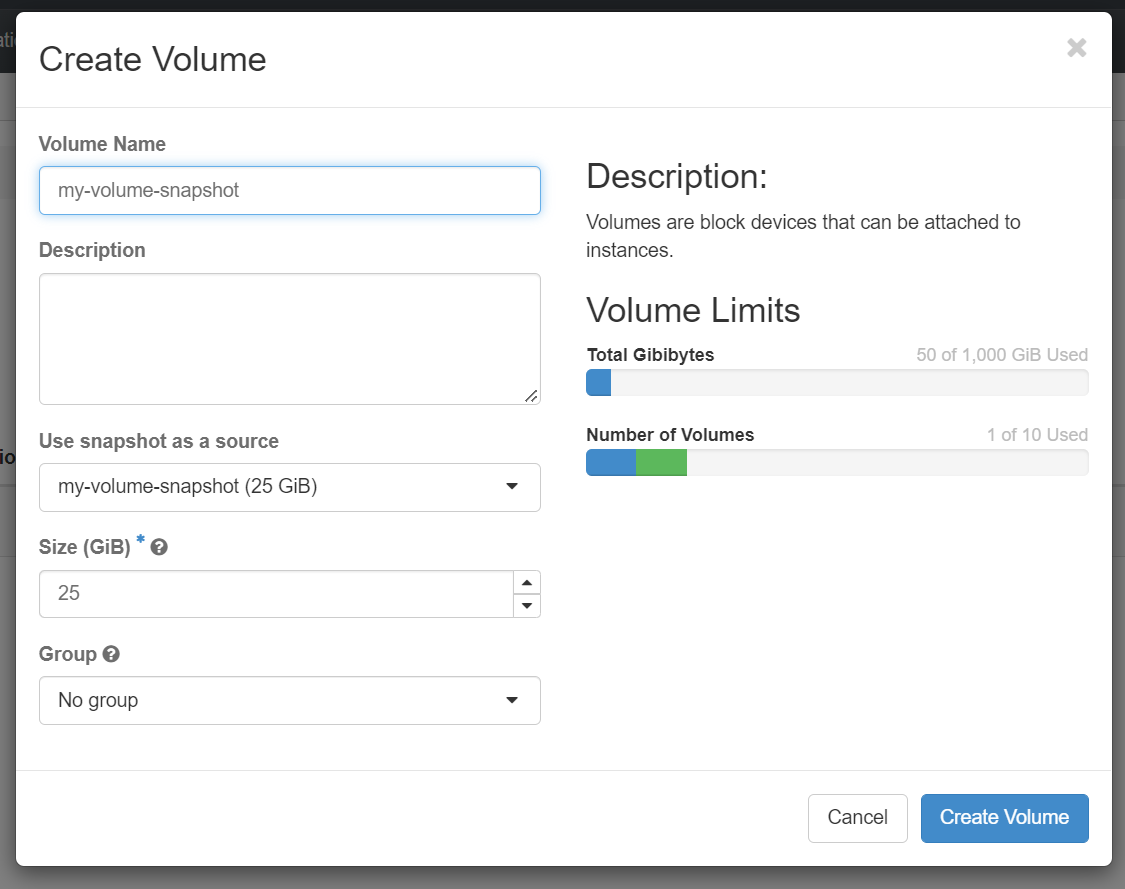 Create Volume
Volume Name
my-volume-snapshot
Description
Use snapshot as a source
my-volume-snapshot (25 GiB)
Size (GiB) *
25
Group
No group
Description:
Volumes are block devices that can be attached to
instances.
Volume Limits
Total Gibibytes 50 of 1,000 GiB Used
Number of Volumes 1 of 10 Used
Cancel Create Volume